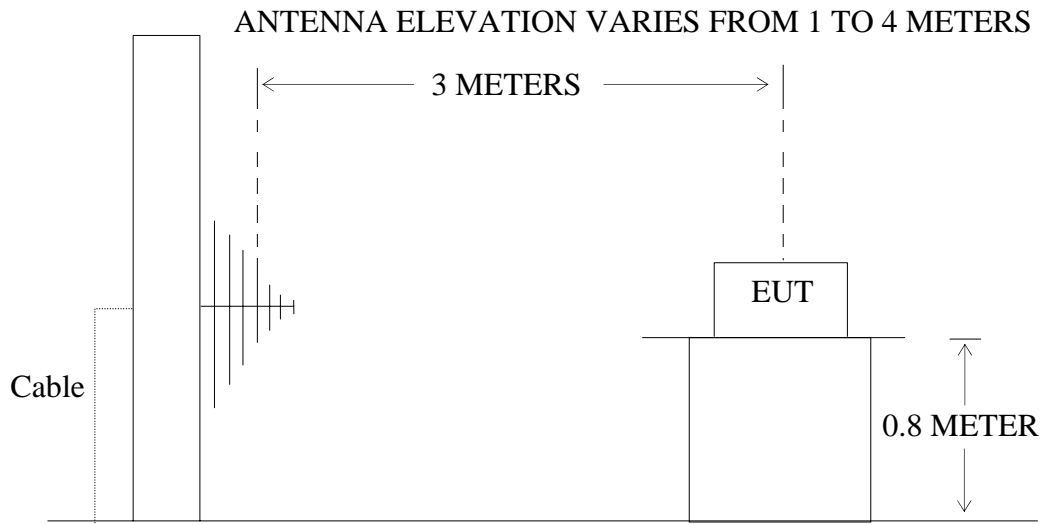 ANTENNA ELEVATION VARIES FROM 1 TO 4 METERS
3 METERS
EUT
Cable
0.8 METER